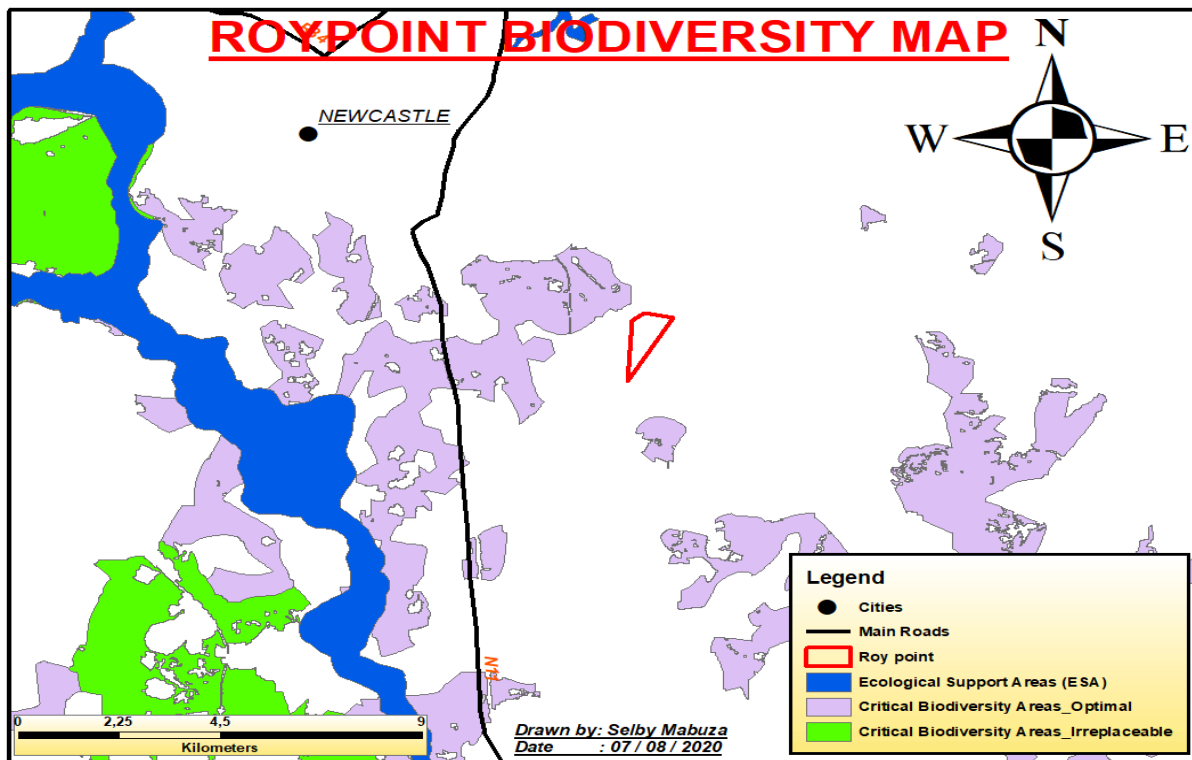 ROYPOINT BIODIVERSITY MAP
N
NEWCASTLE
W
E
S
Legend
Cities
Main Roads
Roy point
Ecological Support Areas (ESA)
Critical Biodiversity Areas_Optimal
Critical Biodiversity Areas_Irreplaceable
N11
0 2,25 4,5 9
Kilometers
Drawn by: Selby Mabuza
Date : 07 / 08 / 2020